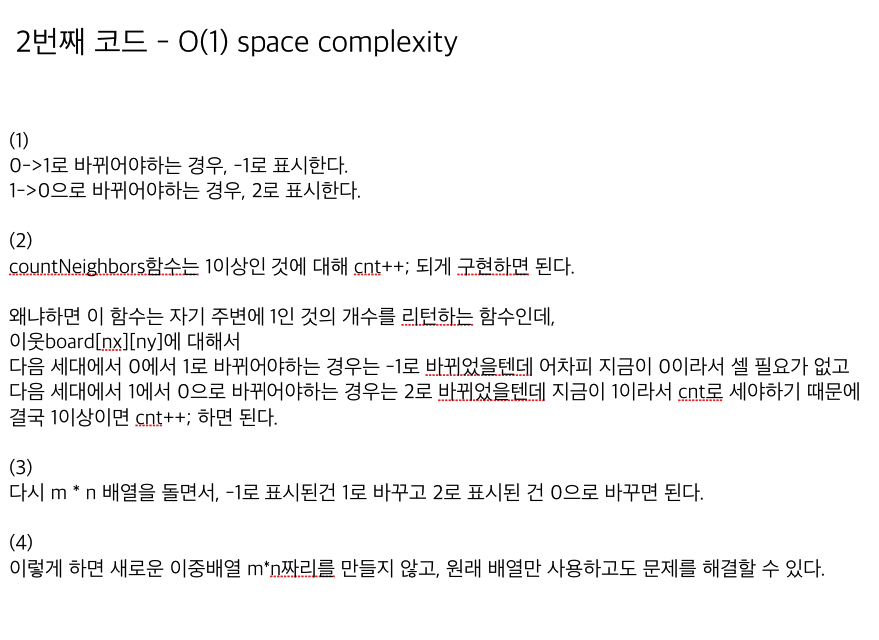 2번째 코드 - O(1) space complexity
(1)
0->1로 바뀌어야하는 경우, -1로 표시한다.
1->0으로 바뀌어야하는 경우, 2로 표시한다.
(2)
countNeighbors함수는 1이상인 것에 대해 cnt++; 되게 구현하면 된다.
왜냐하면 이 함수는 자기 주변에 1인 것의 개수를 리턴하는 함수인데,
이웃board[nx][ny]에 대해서
다음 세대에서 0에서 1로 바뀌어야하는 경우는 -1로 바뀌었을텐데 어차피 지금이 0이라서 셀 필요가 없고
다음 세대에서 1에서 0으로 바뀌어야하는 경우는 2로 바뀌었을텐데 지금이 1이라서 cnt로 세야하기 때문에
결국 1이상이면 cnt++; 하면 된다.
(3)
다시 m * n 배열을 돌면서, -1로 표시된건 1로 바꾸고 2로 표시된 건 0으로 바꾸면 된다.
(4)
이렇게 하면 새로운 이중배열 m*n짜리를 만들지 않고, 원래 배열만 사용하고도 문제를 해결할 수 있다.